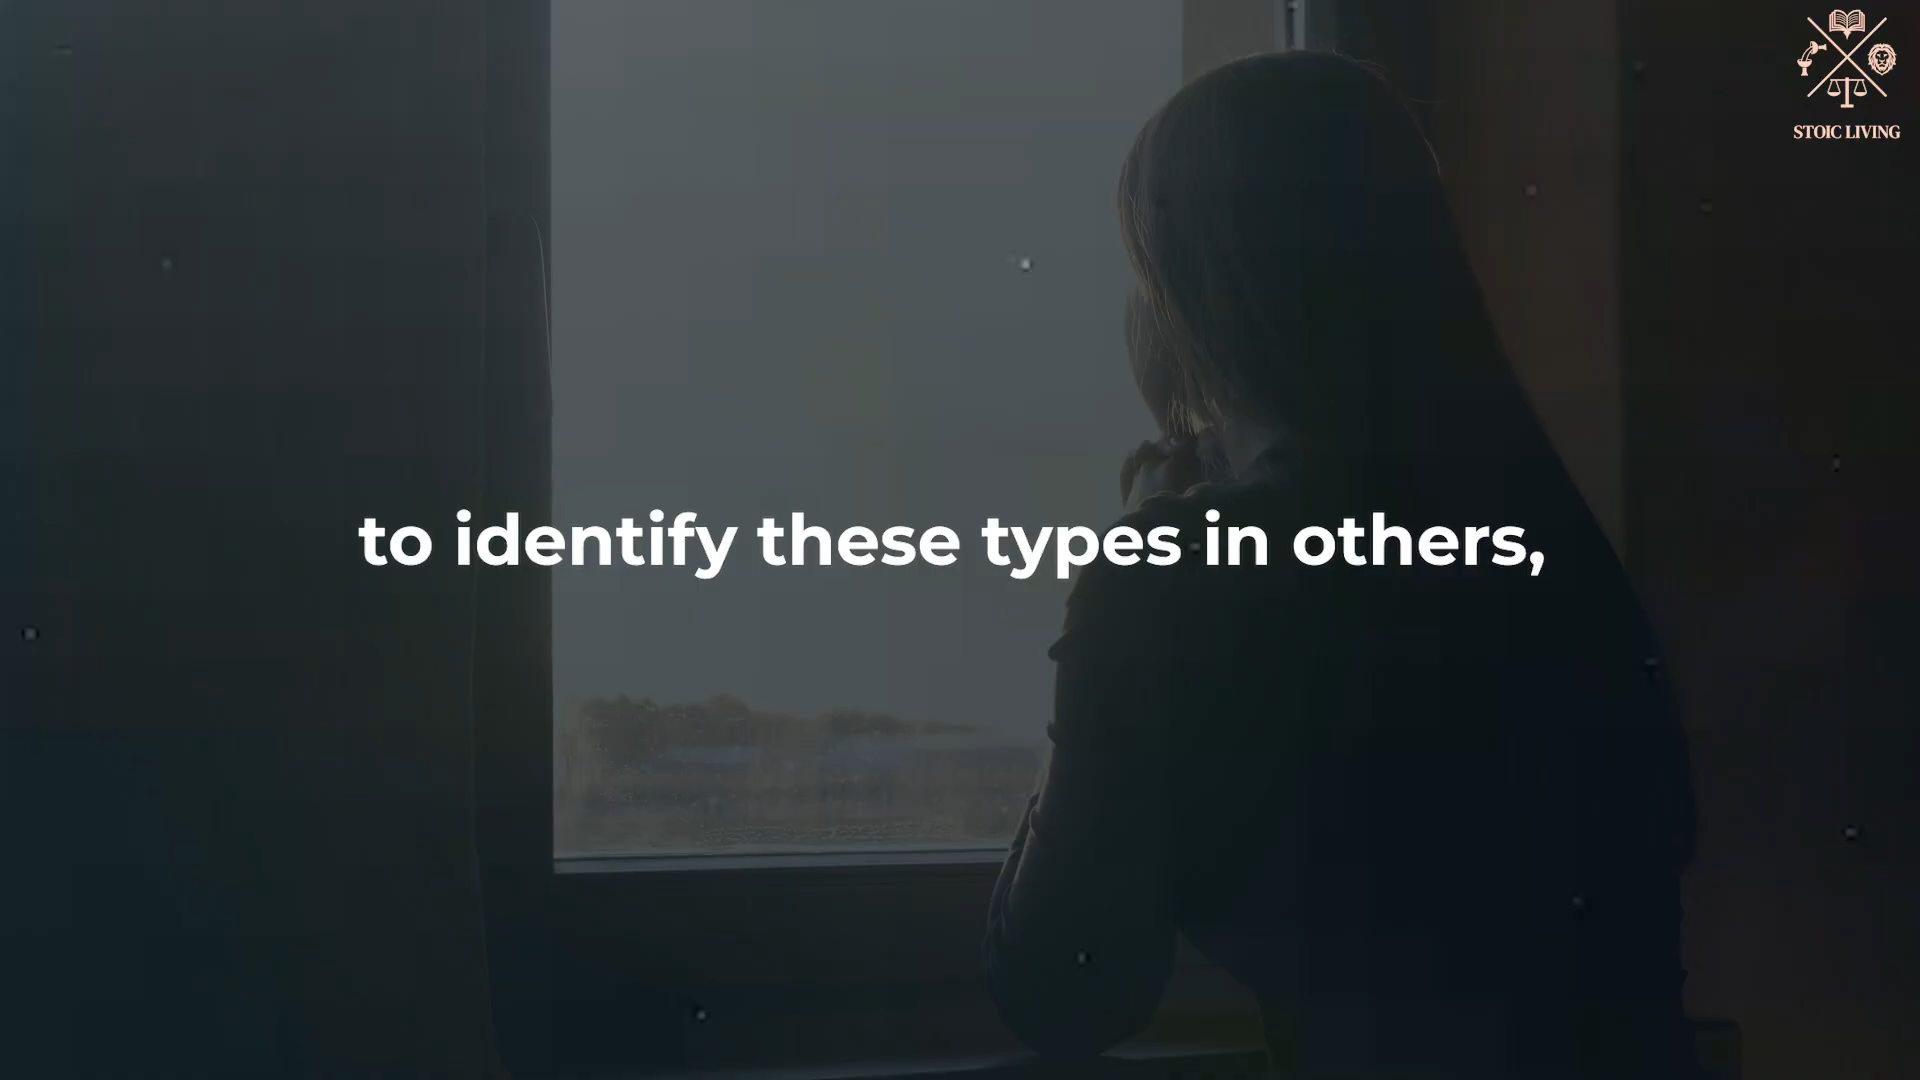 STOIC LIVING
to identify these types in others,